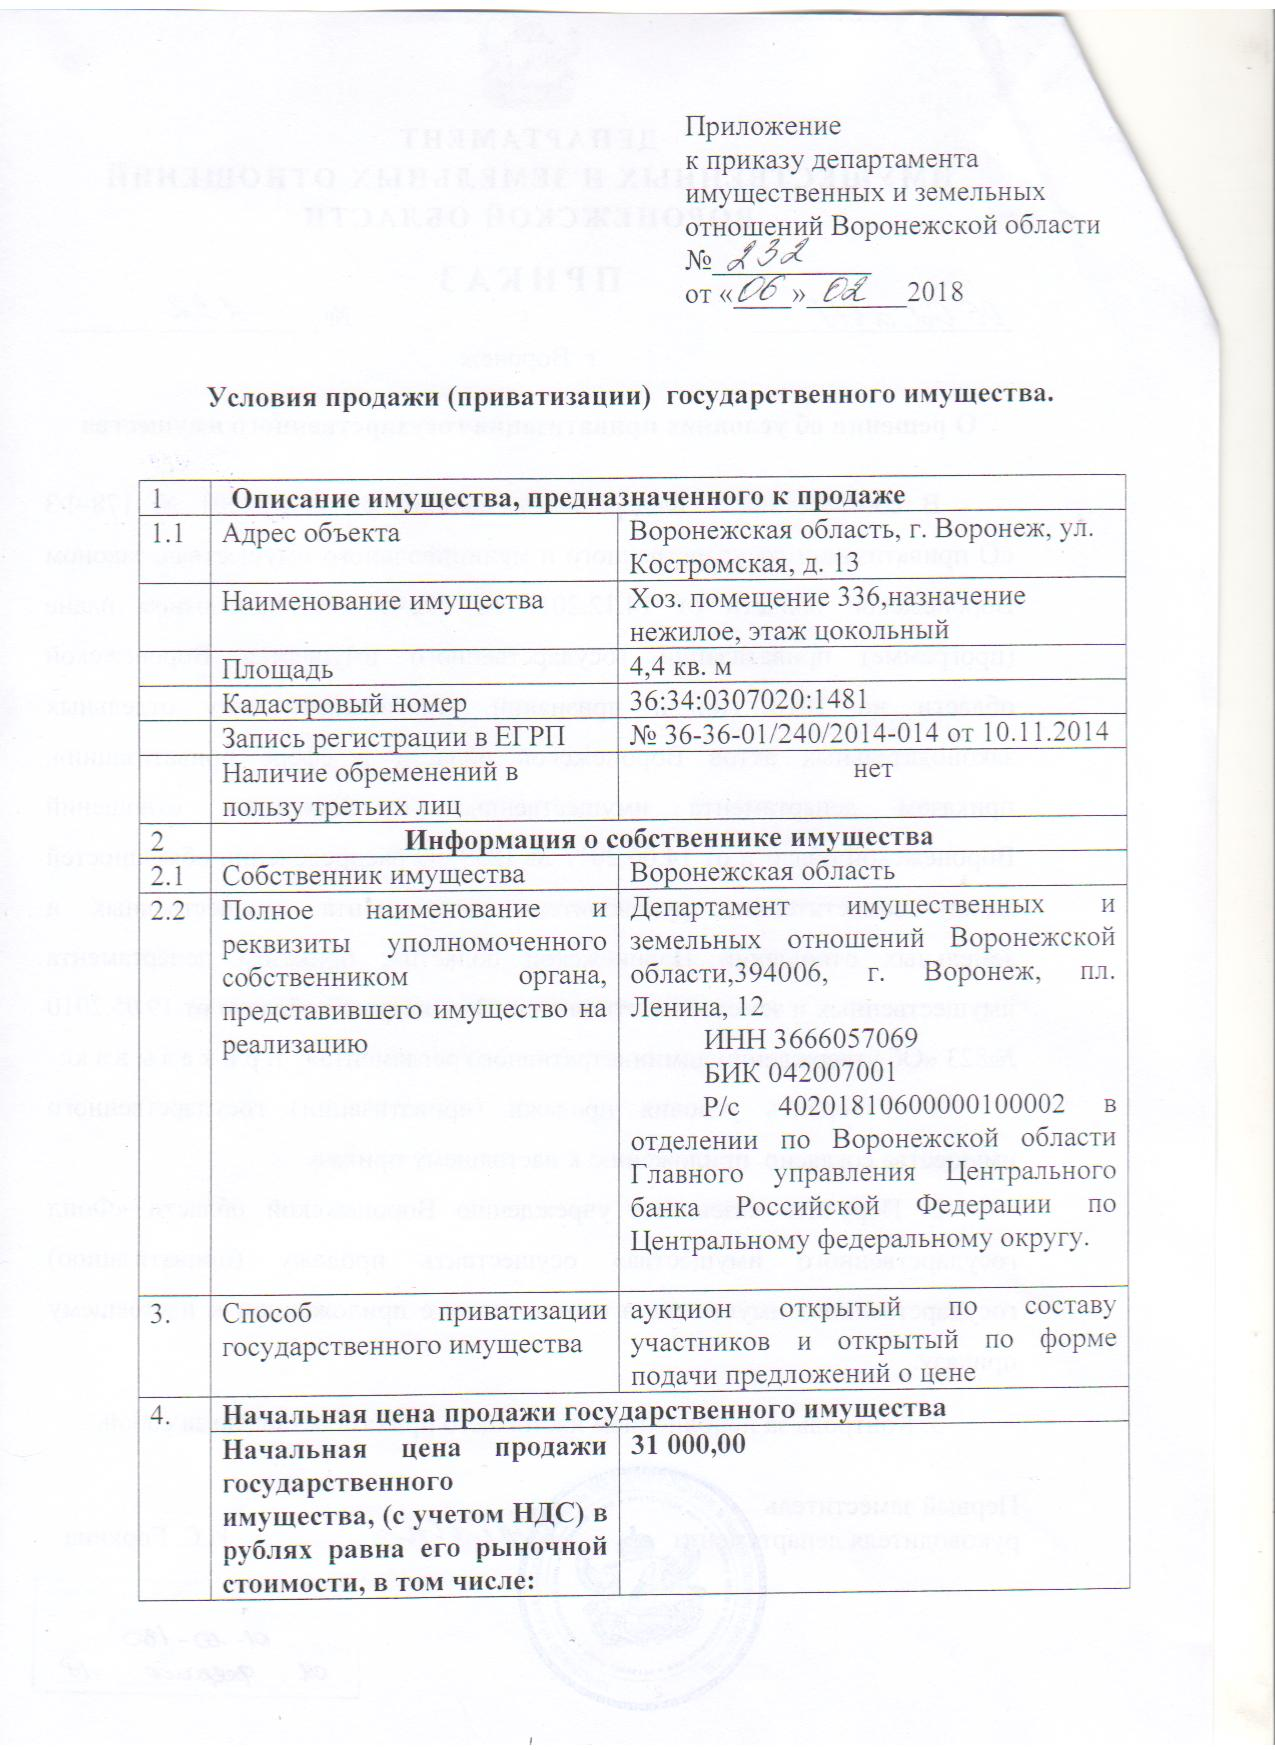 Приложение
к приказу департамента
имущественных и земельных
отношений Воронежской области
№ 232
от «06» 02 2018
Условия продажи (приватизации) государственного имущества.
1 Описание имущества, предназначенного к продаже
1.1 Адрес объекта Воронежская область, г. Воронеж, ул.
Костромская, д. 13
Наименование имущества Хоз. помещение 336,назначение
нежилое, этаж цокольный
Площадь 4,4 кв. м
Кадастровый номер 36:34:0307020:1481
Запись регистрации в ЕГРП № 36-36-01/240/2014-014 от 10.11.2014
Наличие обременений в нет
пользу третьих лиц
2 Информация о собственнике имущества
2.1 Собственник имущества Воронежская область
2.2 Полное наименование и
реквизиты уполномоченного
собственником органа,
представившего имущество на
реализацию
Департамент имущественных и
земельных отношений Воронежской
области,394006, г. Воронеж, пл.
Ленина, 12
ИНН 3666057069
БИК 042007001
Р/с 40201810600000100002 в
отделении по Воронежской области
Главного управления Центрального
банка Российской Федерации по
Центральному федеральному округу.
3. Способ приватизации
государственного имущества
аукцион открытый по составу
участников и открытый по форме
подачи предложений о цене
4. Начальная цена продажи государственного имущества
Начальная цена продажи
государственного
имущества, (с учетом НДС) в
рублях равна его рыночной
стоимости, в том числе:
31 000,00